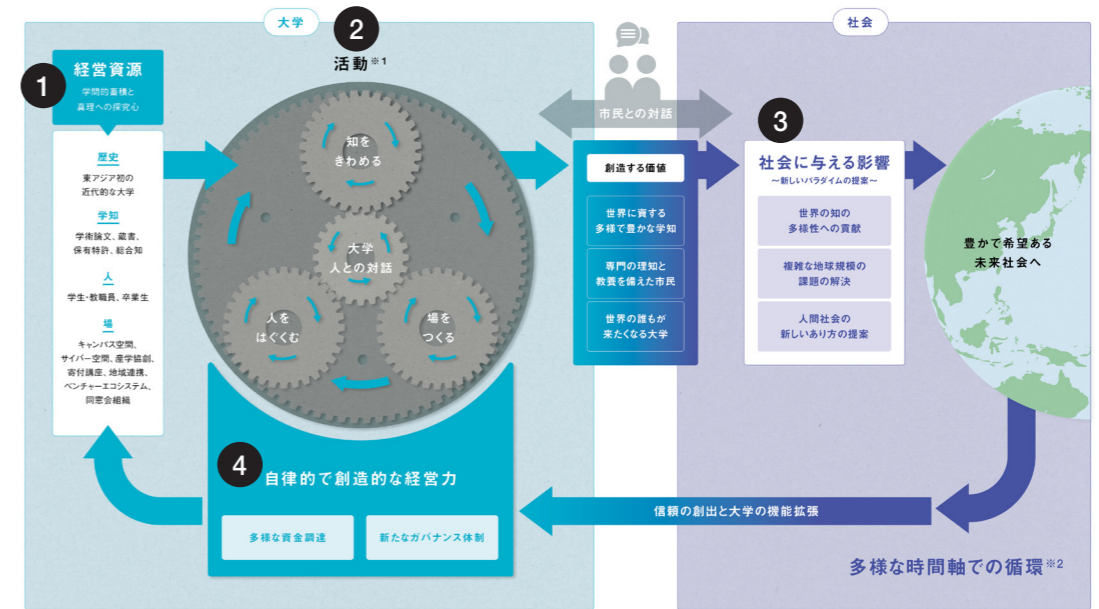 大学
社会
1
経営資源
学問的蓄積と
真理への探究心
歴史
東アジア初の
近代的な大学
学知
学術論文、蔵書、
保有特許、総合知
人
学生・教職員、卒業生
場
キャンパス空間、
サイバー空間、産学協創、
寄付講座、地域連携、
ベンチャーエコシステム、
同窓会組織
2
活動※1
知を
きわめる
大学
人との対話
人を
はぐくむ
場を
つくる
市民との対話
創造する価値
世界に資する
多様で豊かな学知
専門の理知と
教養を備えた市民
世界の誰もが
来たくなる大学
3
社会に与える影響
～新しいパラダイムの提案～
世界の知の
多様性への貢献
複雑な地球規模の
課題の解決
人間社会の
新しいあり方の提案
豊かで希望ある
未来社会へ
4
自律的で創造的な経営力
多様な資金調達
新たなガバナンス体制
信頼の創出と大学の機能拡張
多様な時間軸での循環※2